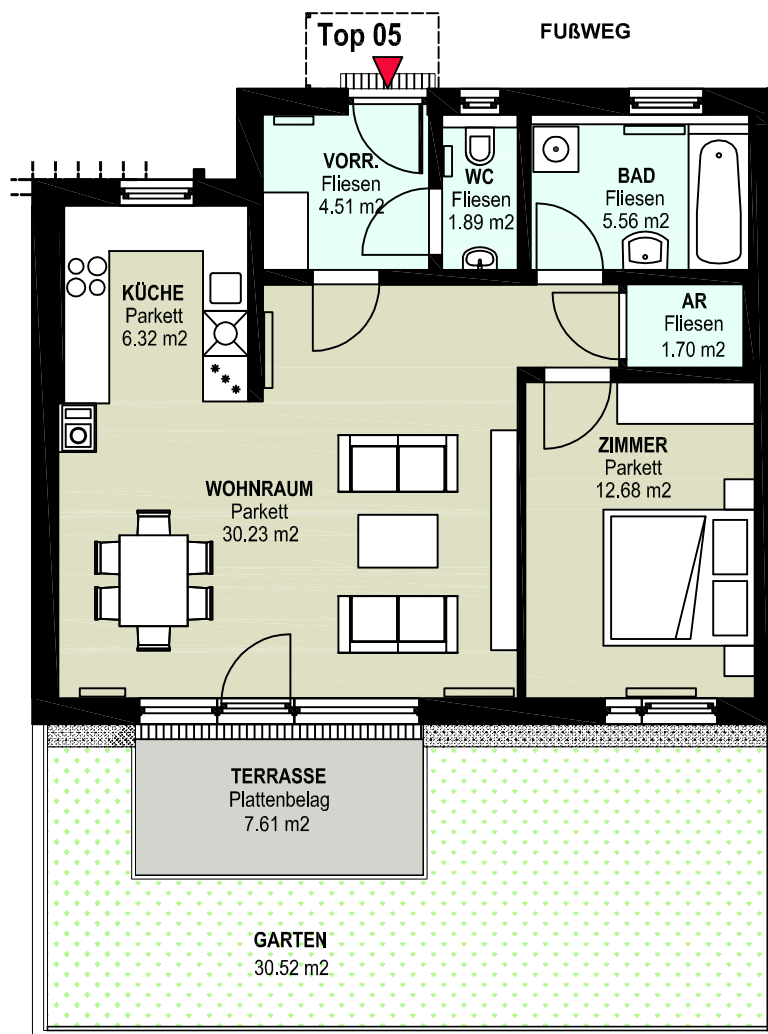 Top 05
FUßWEG
VORR.
Fliesen
4.51 m2
WC
Fliesen
1.89 m2
BAD
Fliesen
5.56 m2
KÜCHE
Parkett
6.32 m2
AR
Fliesen
1.70 m2
WOHNRAUM
Parkett
30.23 m2
ZIMMER
Parkett
12.68 m2
TERRASSE
Plattenbelag
7.61 m2
GARTEN
30.52 m2